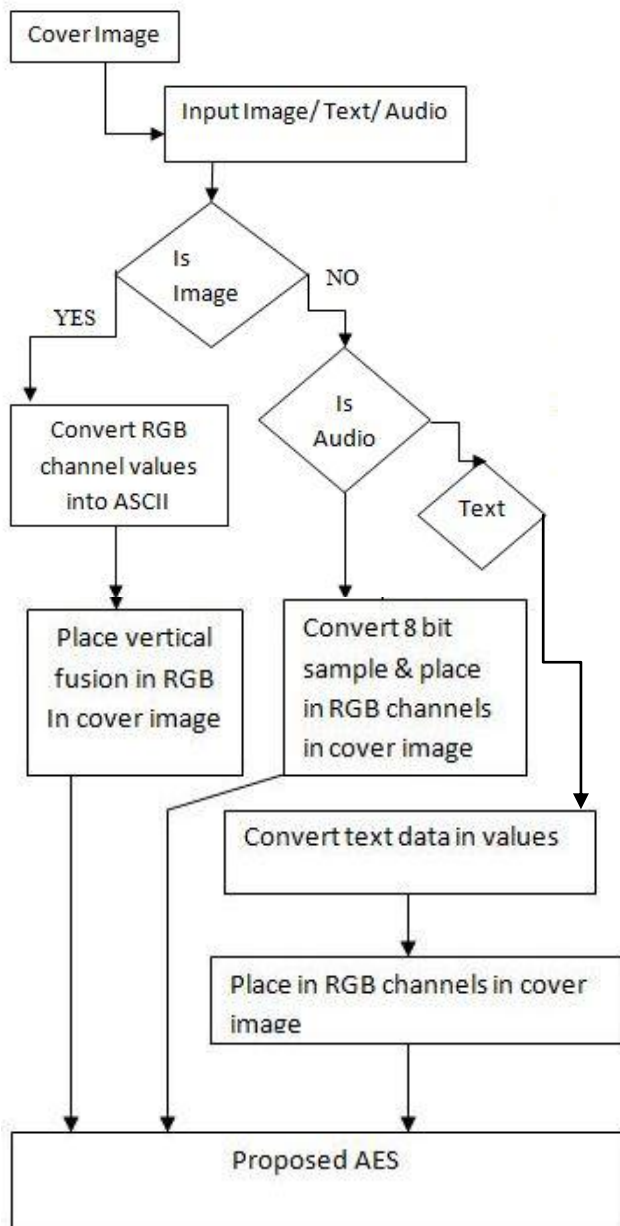 Cover Image
Input Image/ Text/ Audio
Is
Image
NO
YES
Is
Audio
Convert RGB
channel values
into ASCII
Text
Place vertical
fusion in RGB
In cover image
Convert 8 bit
sample & place
in RGB channels
in cover image
Convert text data in values
Place in RGB channels in cover
image
Proposed AES